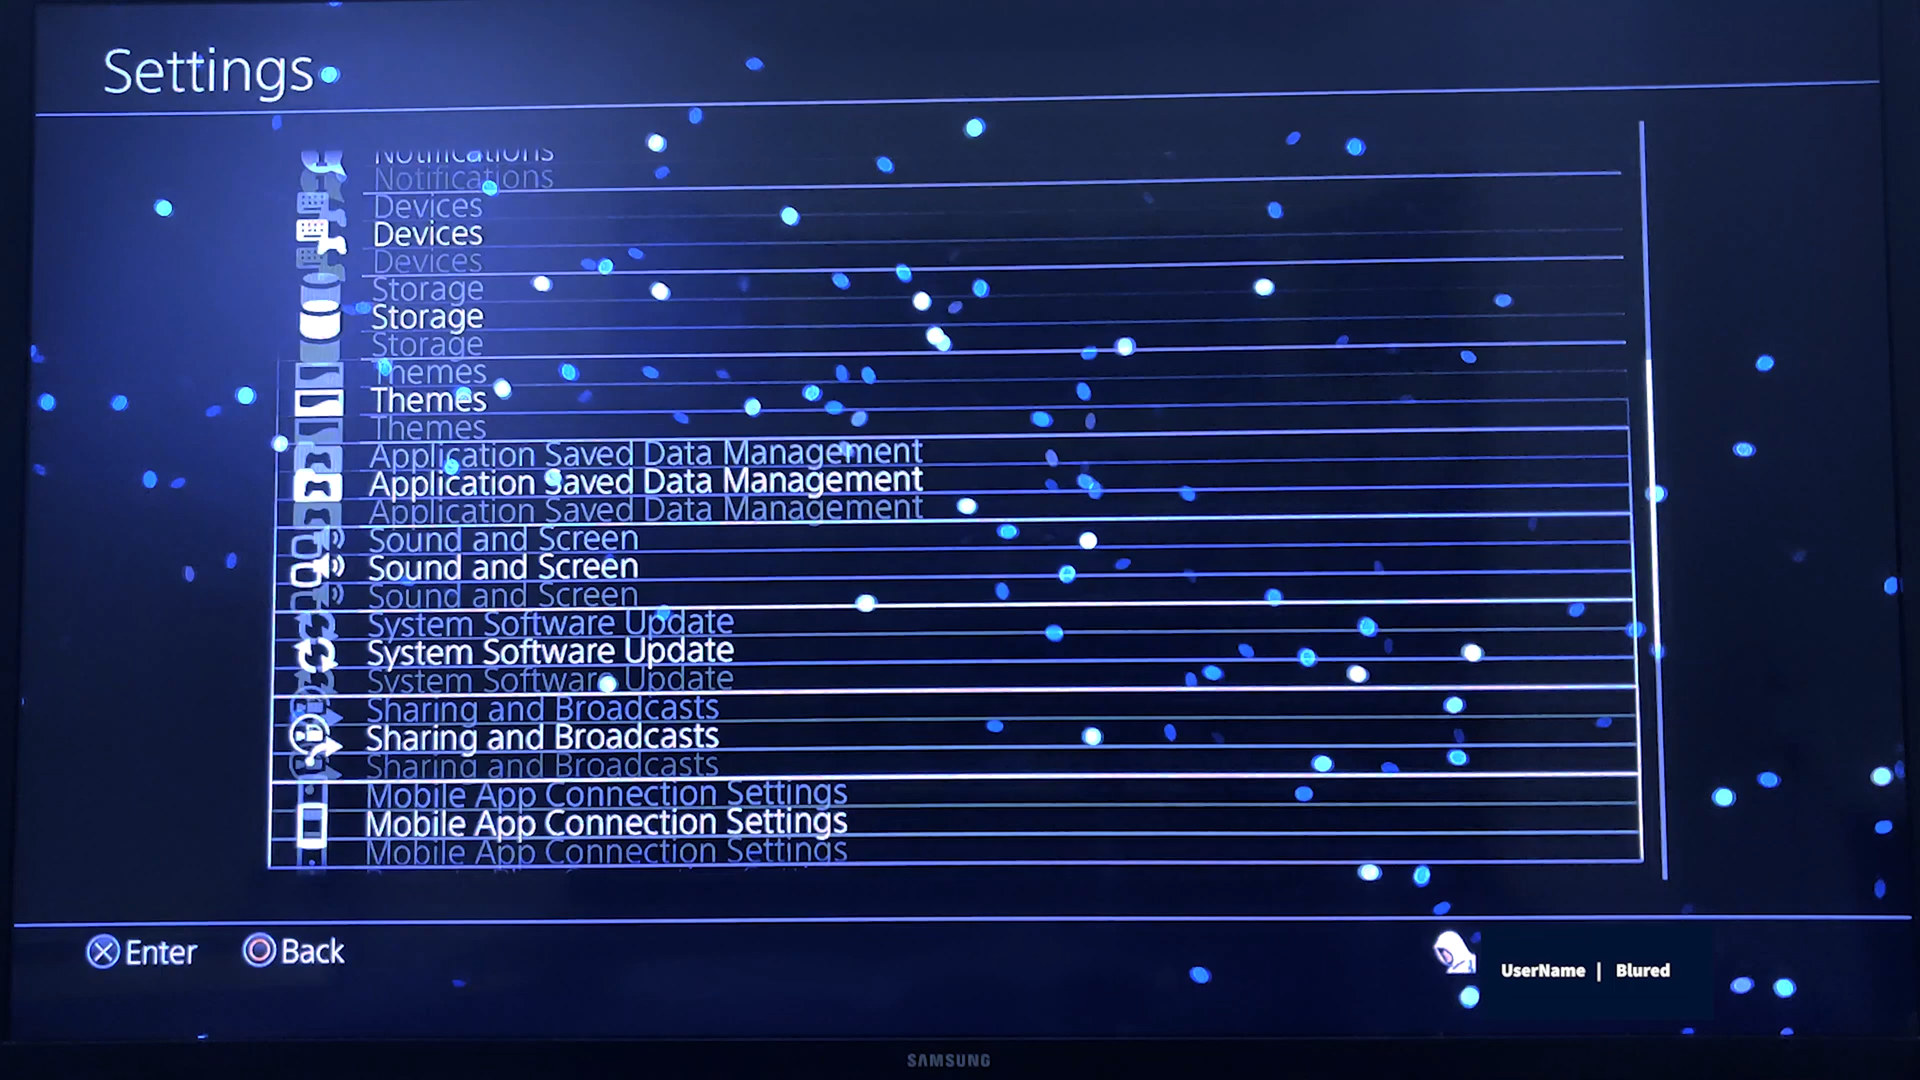 Settings
Notifications
Notifications
Devices
Devices
Devices
Storage
Storage
Storage
Themes
Themes
Themes
Application Saved Data Management
Application Saved Data Management
Application Saved Data Management
Sound and Screen
Sound and Screen
Sound and Screen
System Software Update
System Software Update
System Software Update
Sharing and Broadcasts
Sharing and Broadcasts
Sharing and Broadcasts
Mobile App Connection Settings
Mobile App Connection Settings
Mobile App Connection Settings
Enter Back
UserName | Blured
SAMSUNG